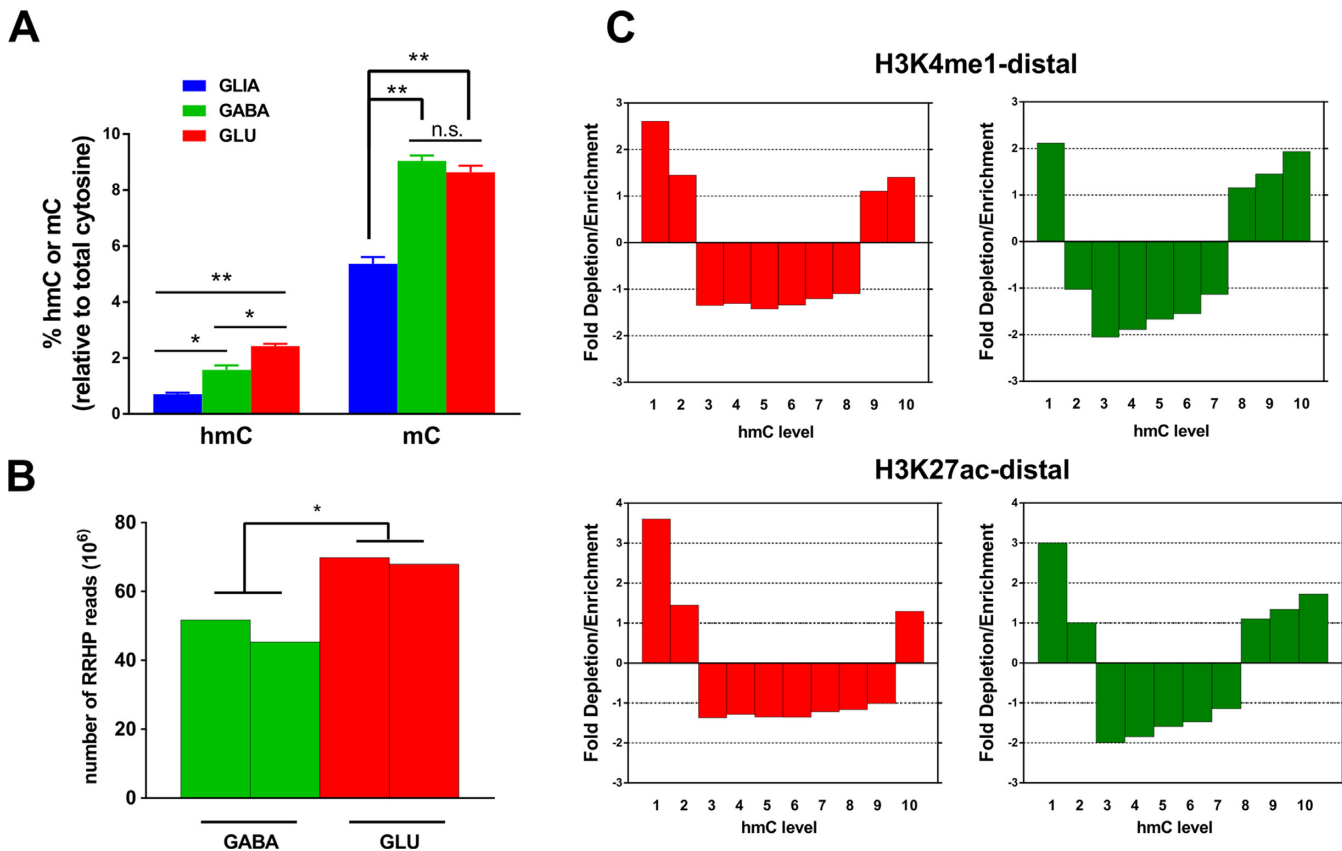 A
GLIA
GABA
GLU
% hmC or mC
(relative to total cytosine)
10
8
6
4
2
0
**
*
*
**
**
n.s.
hmC
mC
B
number of RRHP reads (10⁶)
80
60
40
20
0
*
GABA
GLU
C
H3K4me1-distal
Fold Depletion/Enrichment
3
2
1
0
-1
-2
-3
1 2 3 4 5 6 7 8 9 10
hmC level
Fold Depletion/Enrichment
3
2
1
0
-1
-2
-3
1 2 3 4 5 6 7 8 9 10
hmC level
H3K27ac-distal
Fold Depletion/Enrichment
4
3
2
1
0
-1
-2
-3
1 2 3 4 5 6 7 8 9 10
hmC level
Fold Depletion/Enrichment
4
3
2
1
0
-1
-2
-3
1 2 3 4 5 6 7 8 9 10
hmC level